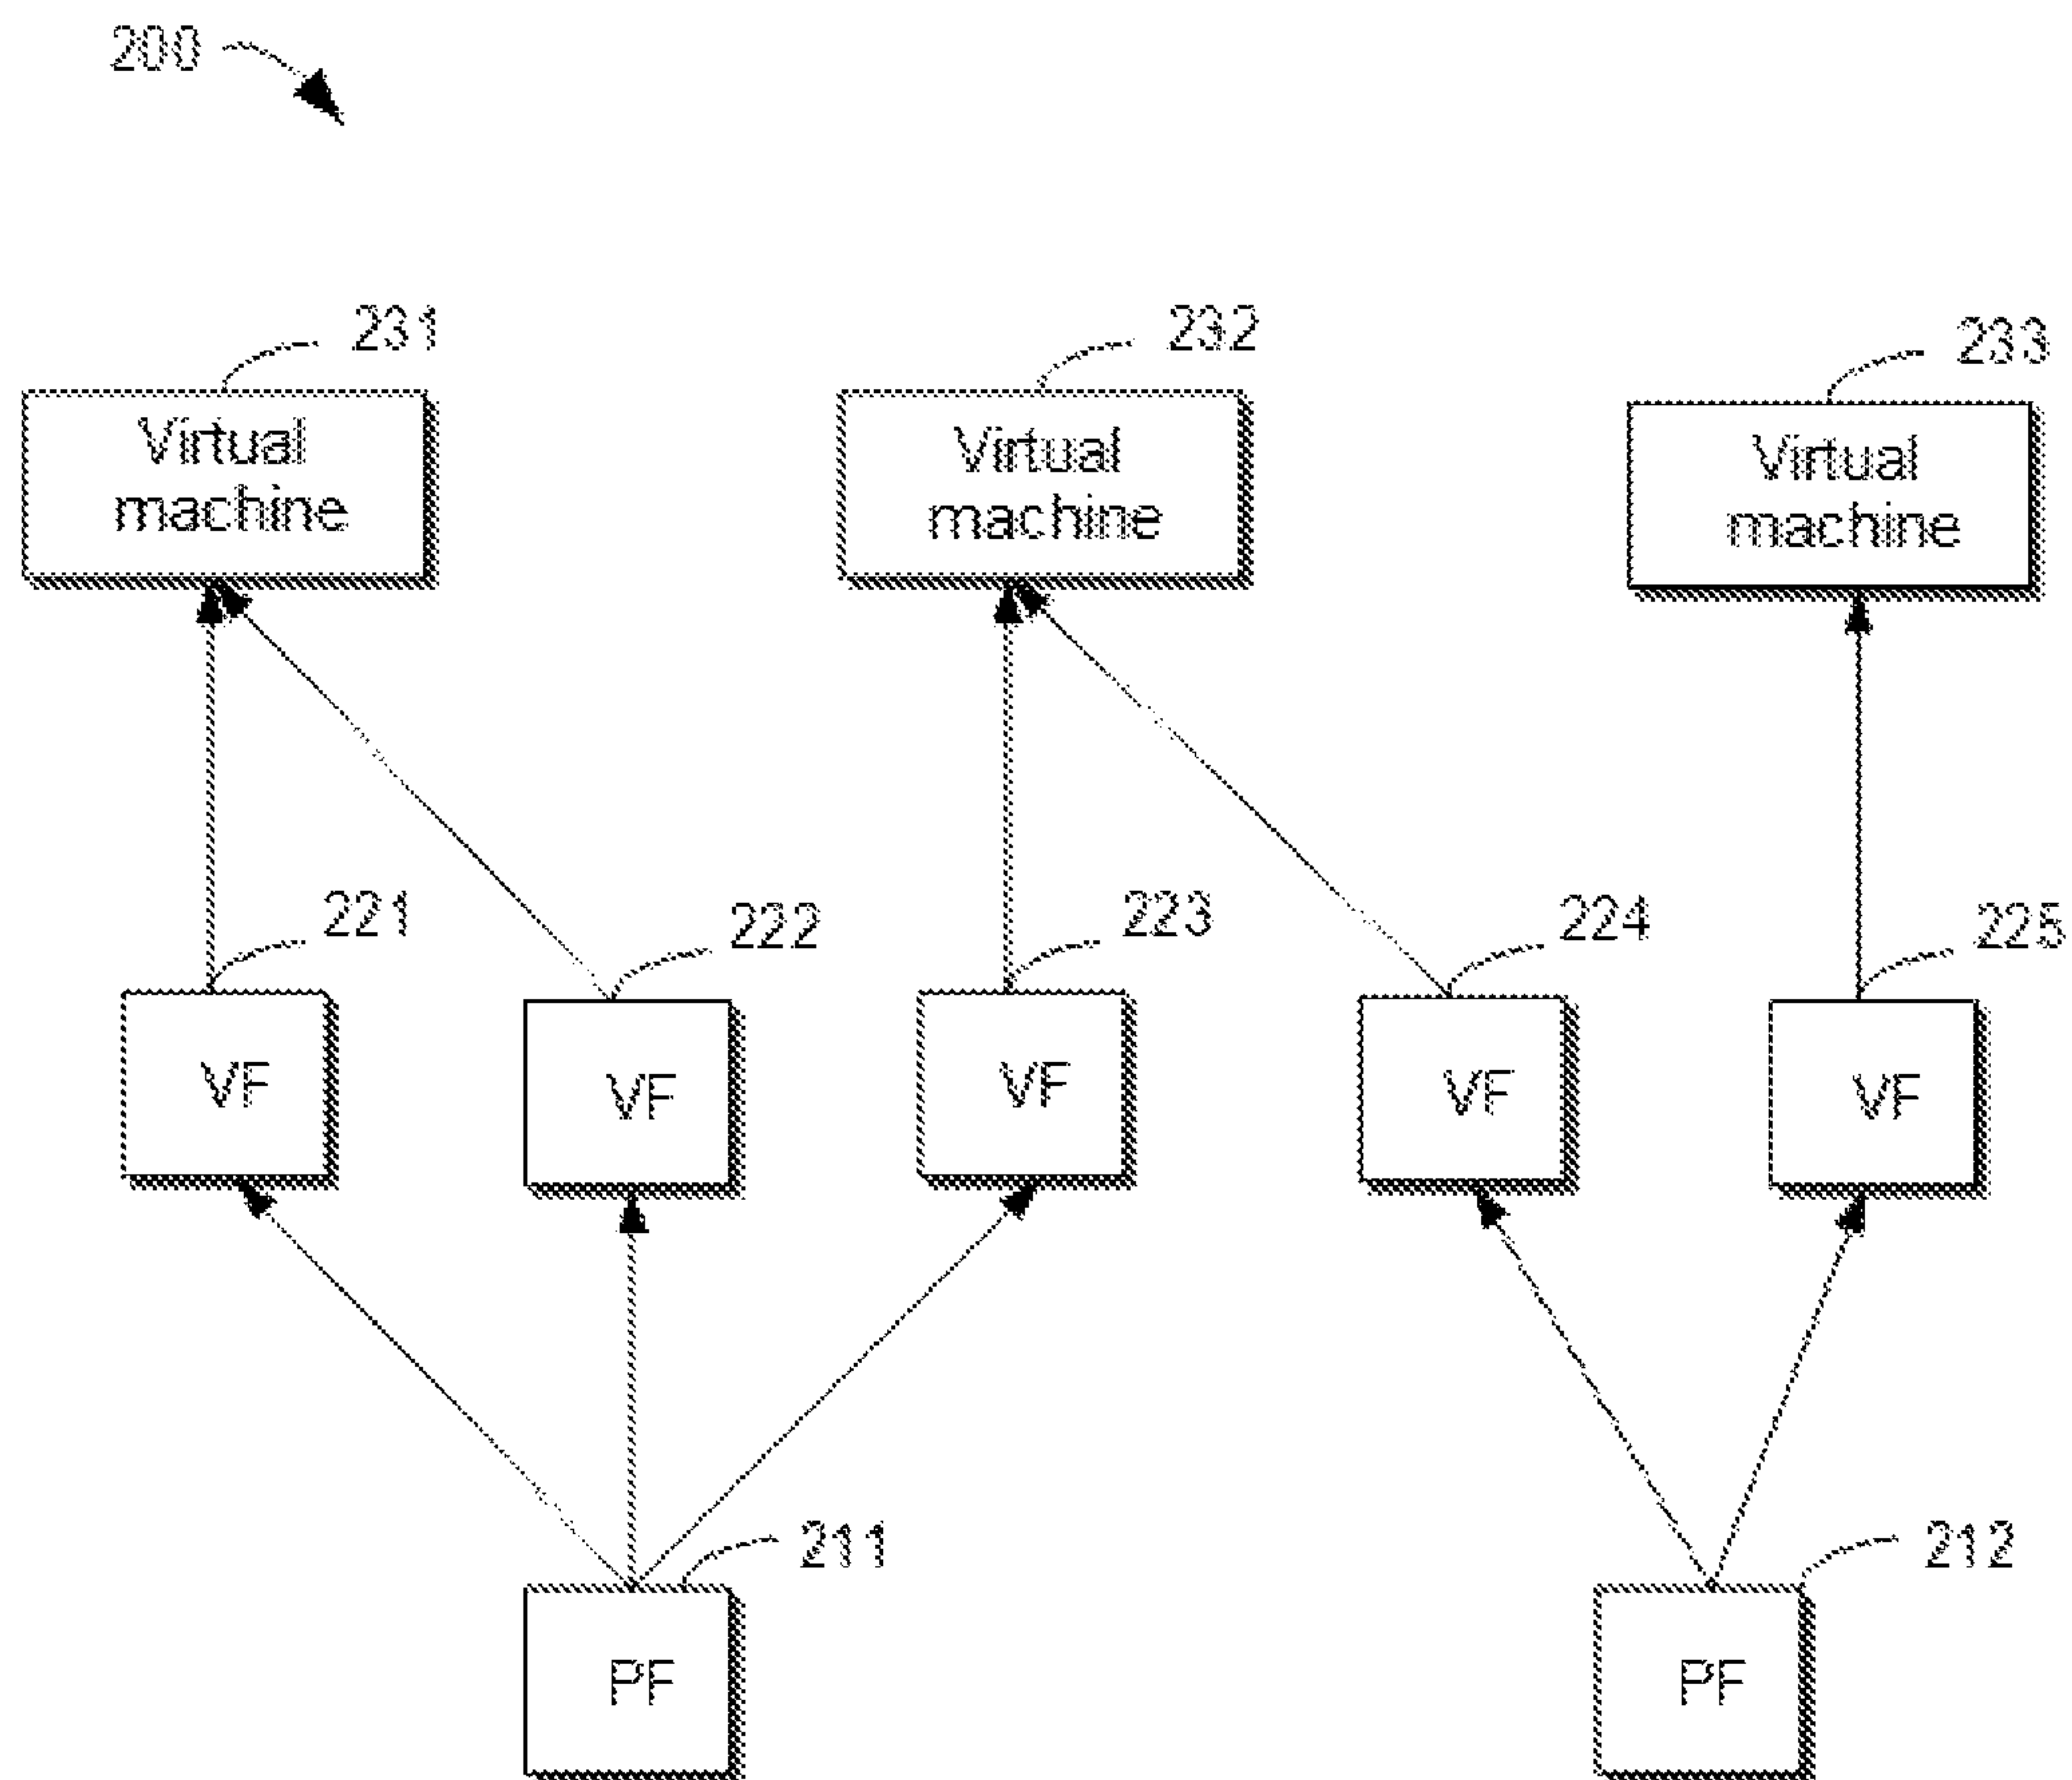 200
231
232
233
Virtual
machine
Virtual
machine
Virtual
machine
221
222
223
224
225
VF
VF
VF
VF
VF
211
212
PF
PF